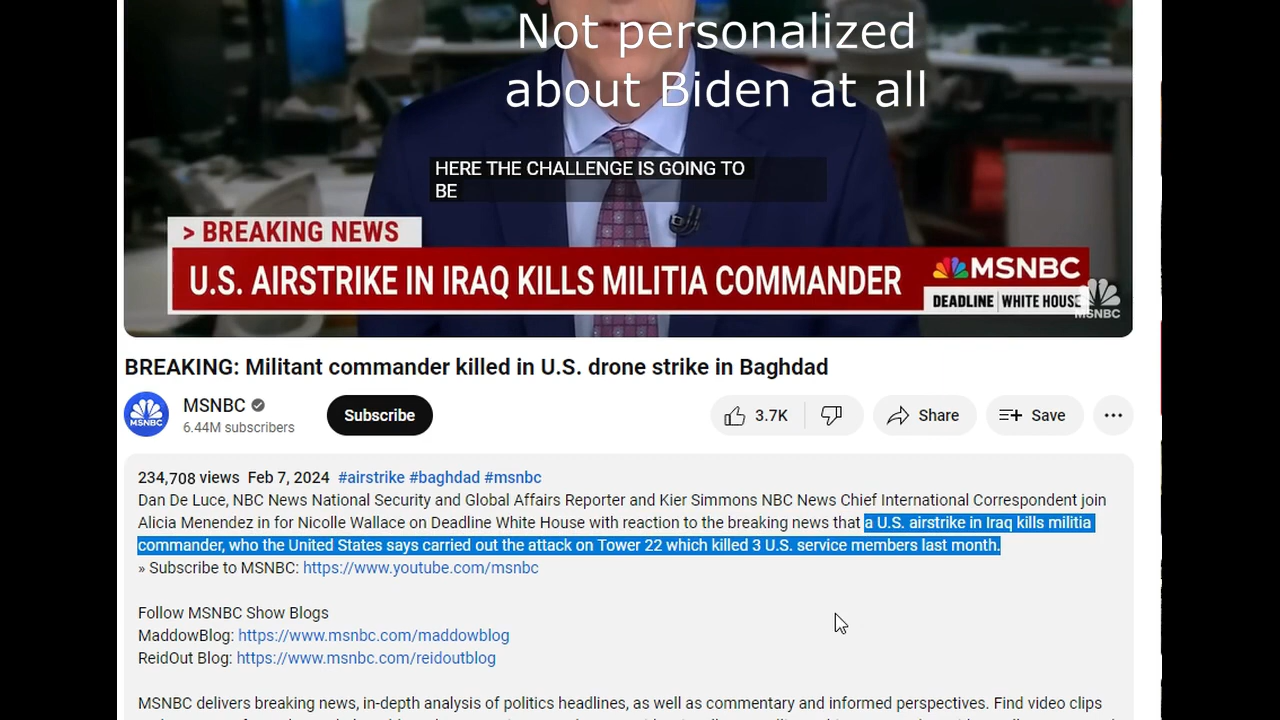 Not personalized
about Biden at all
HERE THE CHALLENGE IS GOING TO
BE
> BREAKING NEWS
U.S. AIRSTRIKE IN IRAQ KILLS MILITIA COMMANDER
MSNBC
DEADLINE | WHITE HOUSE
MSNBC
BREAKING: Militant commander killed in U.S. drone strike in Baghdad
MSNBC
MSNBC
6.44M subscribers
Subscribe
3.7K
Share
Save
234,708 views Feb 7, 2024 #airstrike #baghdad #msnbc
Dan De Luce, NBC News National Security and Global Affairs Reporter and Kier Simmons NBC News Chief International Correspondent join
Alicia Menendez in for Nicolle Wallace on Deadline White House with reaction to the breaking news that a U.S. airstrike in Iraq kills militia
commander, who the United States says carried out the attack on Tower 22 which killed 3 U.S. service members last month.
» Subscribe to MSNBC: https://www.youtube.com/msnbc
Follow MSNBC Show Blogs
MaddowBlog: https://www.msnbc.com/maddowblog
ReidOut Blog: https://www.msnbc.com/reidoutblog
MSNBC delivers breaking news, in-depth analysis of politics headlines, as well as commentary and informed perspectives. Find video clips